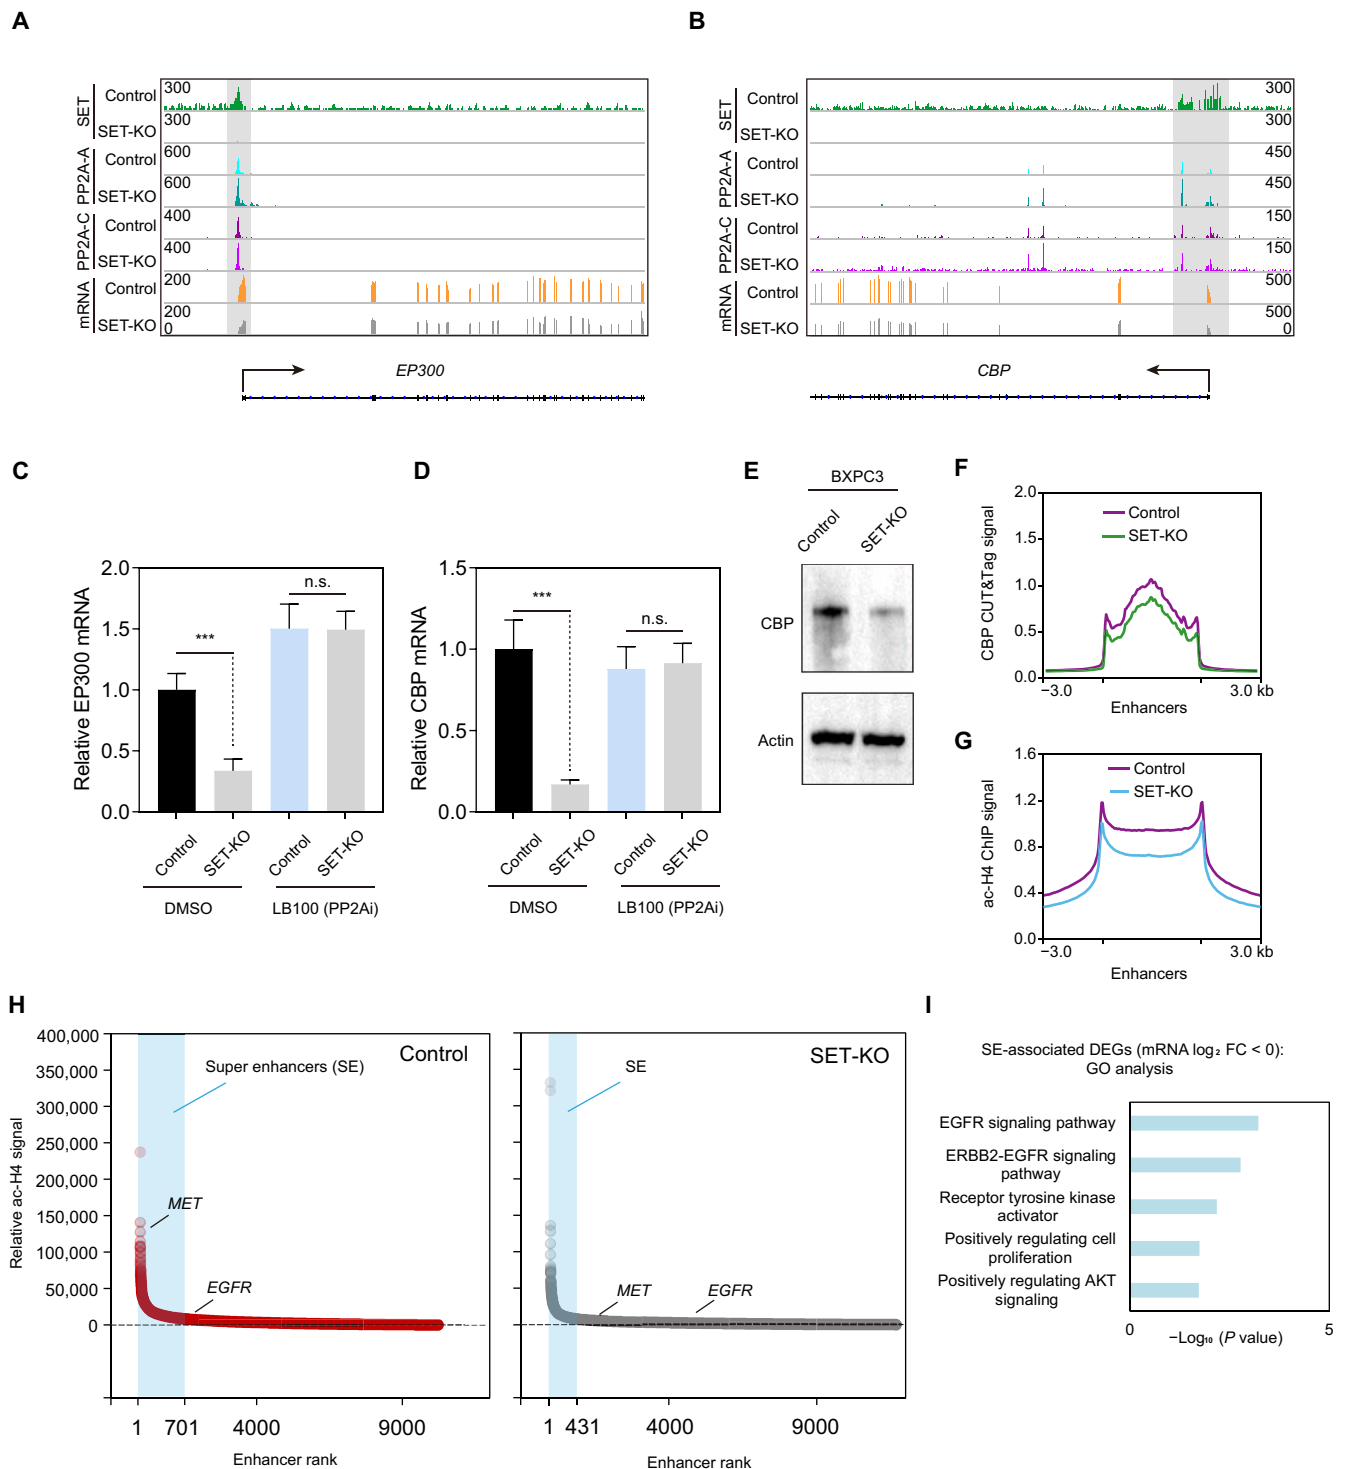 A
SET
Control
300
SET-KO
300
PP2A-A
Control
600
SET-KO
600
PP2A-C
Control
400
SET-KO
400
mRNA
Control
200
SET-KO
200
0
EP300
B
SET
Control
300
SET-KO
300
PP2A-A
Control
450
SET-KO
450
PP2A-C
Control
150
SET-KO
150
mRNA
Control
500
SET-KO
500
0
CBP
C
Relative EP300 mRNA
2.0
1.5
1.0
0.5
0.0
***
n.s.
Control
SET-KO
Control
SET-KO
DMSO
LB100 (PP2Ai)
D
Relative CBP mRNA
1.5
1.0
0.5
0.0
***
n.s.
Control
SET-KO
Control
SET-KO
DMSO
LB100 (PP2Ai)
E
BXPC3
Control
SET-KO
CBP
Actin
F
CBP CUT&Tag signal
2.0
1.5
1.0
0.5
0.0
Control
SET-KO
−3.0
3.0 kb
Enhancers
G
ac-H4 ChIP signal
1.6
1.2
0.8
0.4
0.0
Control
SET-KO
−3.0
3.0 kb
Enhancers
H
Relative ac-H4 signal
400,000
350,000
300,000
250,000
200,000
150,000
100,000
50,000
0
Control
Super enhancers (SE)
MET
EGFR
1 701 4000 9000
Enhancer rank
SET-KO
SE
MET
EGFR
1 431 4000 9000
Enhancer rank
I
SE-associated DEGs (mRNA log₂ FC < 0):
GO analysis
EGFR signaling pathway
ERBB2-EGFR signaling
pathway
Receptor tyrosine kinase
activator
Positively regulating cell
proliferation
Positively regulating AKT
signaling
0
5
−Log₁₀ (P value)